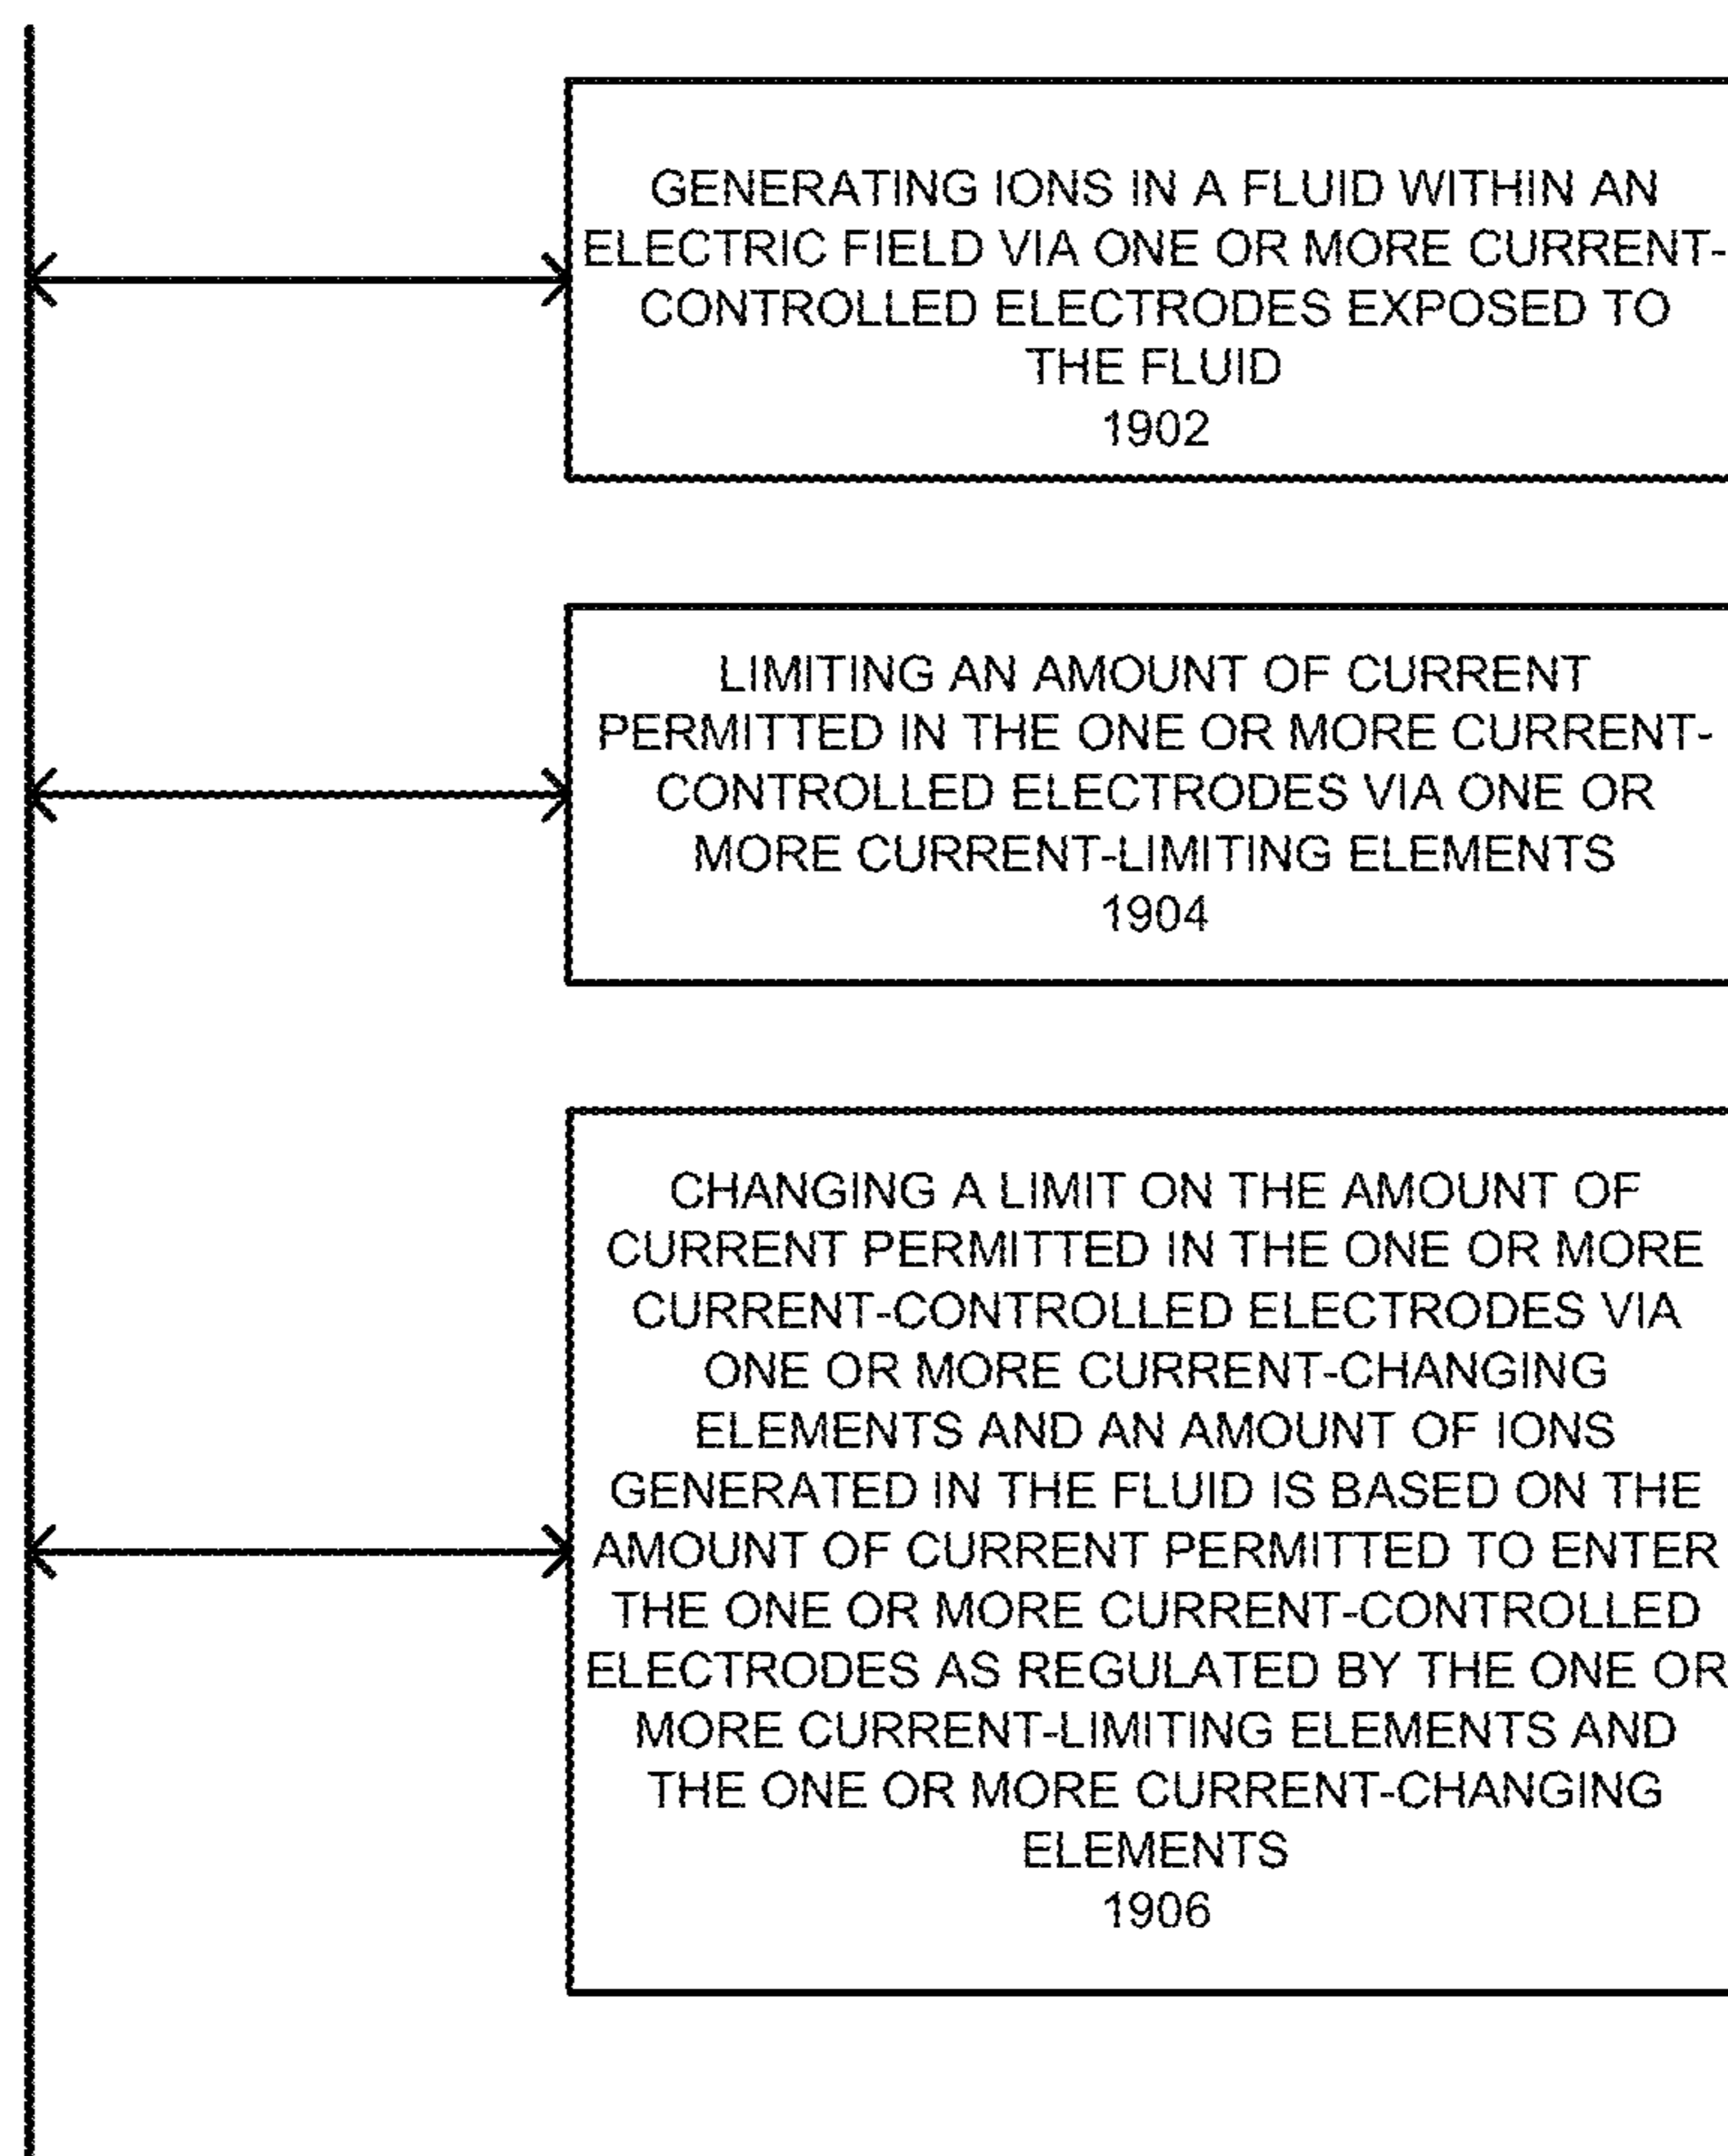 GENERATING IONS IN A FLUID WITHIN AN
ELECTRIC FIELD VIA ONE OR MORE CURRENT-
CONTROLLED ELECTRODES EXPOSED TO
THE FLUID
1902
LIMITING AN AMOUNT OF CURRENT
PERMITTED IN THE ONE OR MORE CURRENT-
CONTROLLED ELECTRODES VIA ONE OR
MORE CURRENT-LIMITING ELEMENTS
1904
CHANGING A LIMIT ON THE AMOUNT OF
CURRENT PERMITTED IN THE ONE OR MORE
CURRENT-CONTROLLED ELECTRODES VIA
ONE OR MORE CURRENT-CHANGING
ELEMENTS AND AN AMOUNT OF IONS
GENERATED IN THE FLUID IS BASED ON THE
AMOUNT OF CURRENT PERMITTED TO ENTER
THE ONE OR MORE CURRENT-CONTROLLED
ELECTRODES AS REGULATED BY THE ONE OR
MORE CURRENT-LIMITING ELEMENTS AND
THE ONE OR MORE CURRENT-CHANGING
ELEMENTS
1906